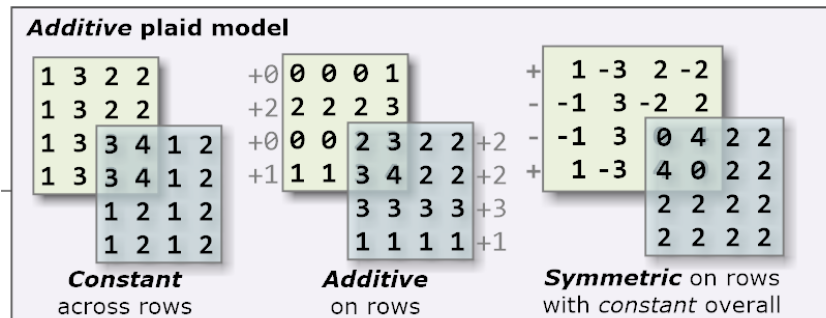 Additive plaid model
1 3 2 2
1 3 2 2
1 3 3 4 1 2
1 3 3 4 1 2
1 2 1 2
1 2 1 2
Constant
across rows
+0 0 0 0 1
+2 2 2 2 3
+0 0 0 2 3 2 2 +2
+1 1 1 3 4 2 2 +2
3 3 3 3 +3
1 1 1 1 +1
Additive
on rows
+ 1 -3 2 -2
- -1 3 -2 2
- -1 3 0 4 2 2
+ 1 -3 4 0 2 2
2 2 2 2
2 2 2 2
Symmetric on rows
with constant overall